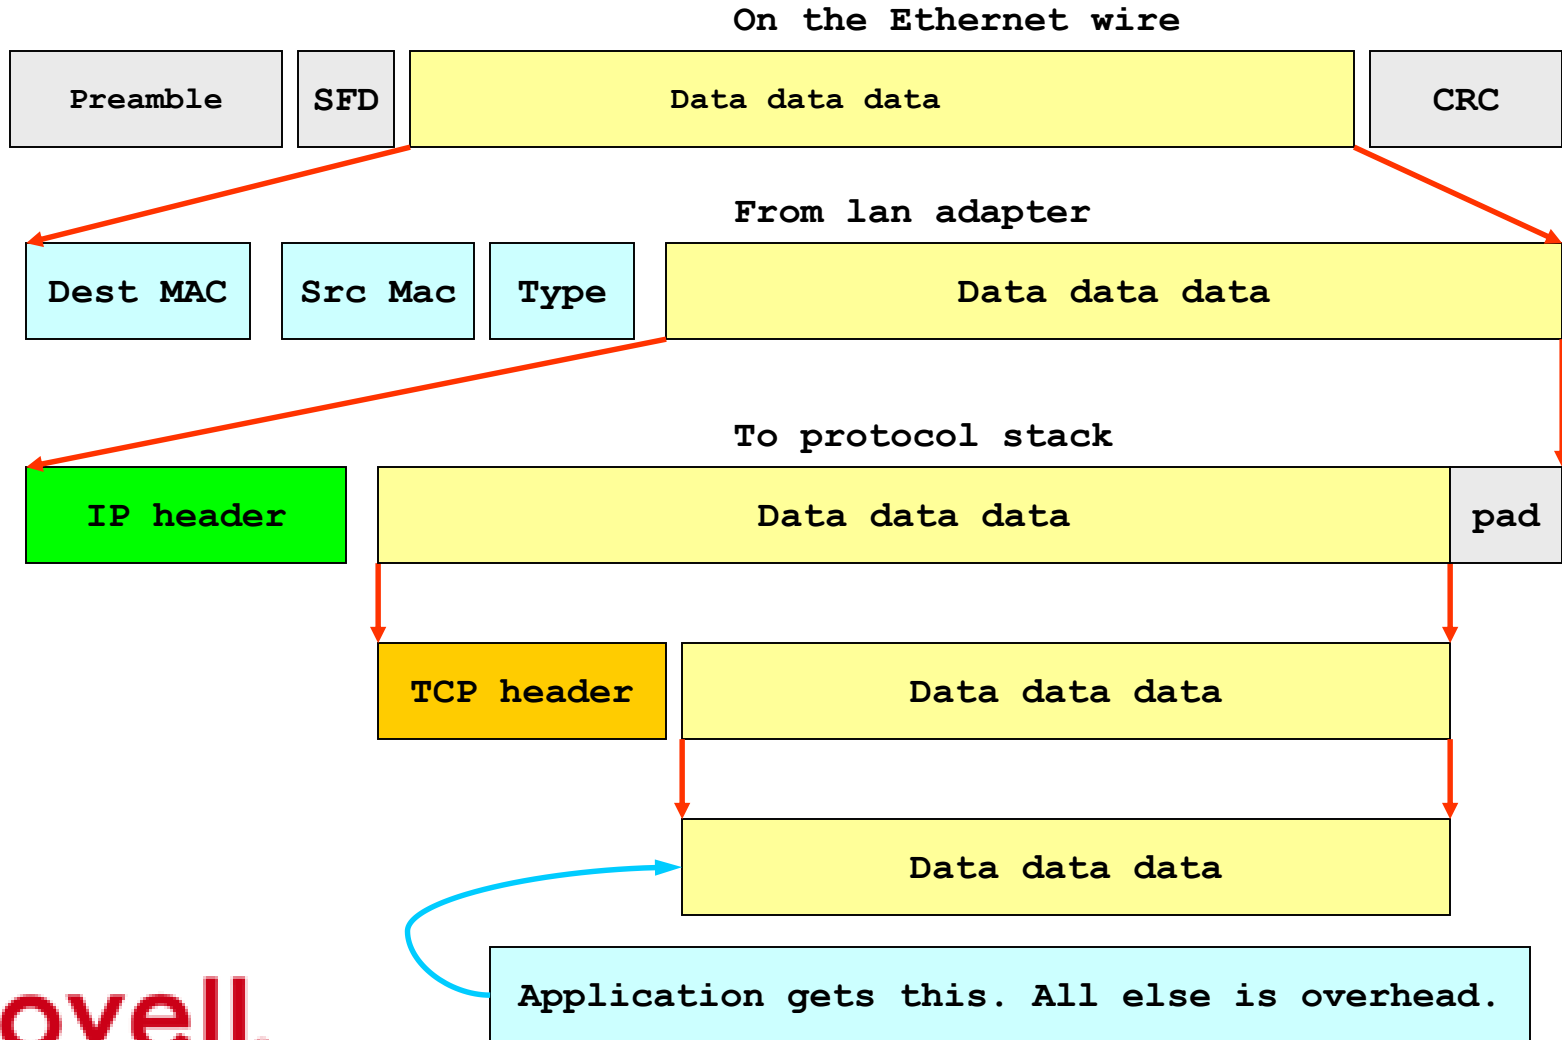 On the Ethernet wire
Preamble SFD Data data data CRC
From lan adapter
Dest MAC Src Mac Type Data data data
To protocol stack
IP header Data data data pad
TCP header Data data data
Data data data
Application gets this. All else is overhead.
ovell.